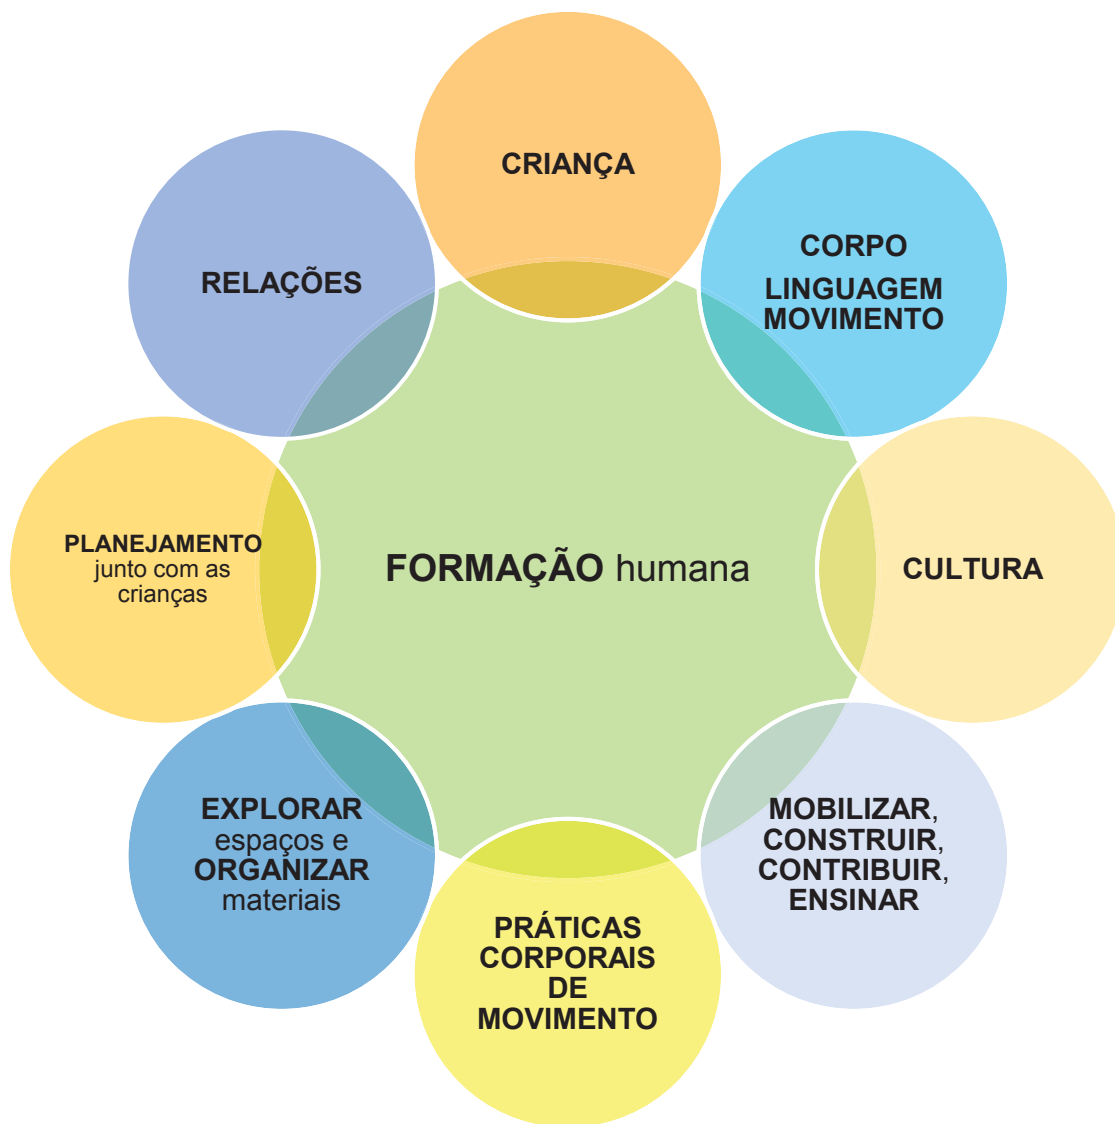 CRIANÇA
CORPO
LINGUAGEM
MOVIMENTO
CULTURA
MOBILIZAR,
CONSTRUIR,
CONTRIBUIR,
ENSINAR
PRÁTICAS
CORPORAIS
DE
MOVIMENTO
EXPLORAR
espaços e
ORGANIZAR
materiais
PLANEJAMENTO
junto com as
crianças
RELAÇÕES
FORMAÇÃO humana